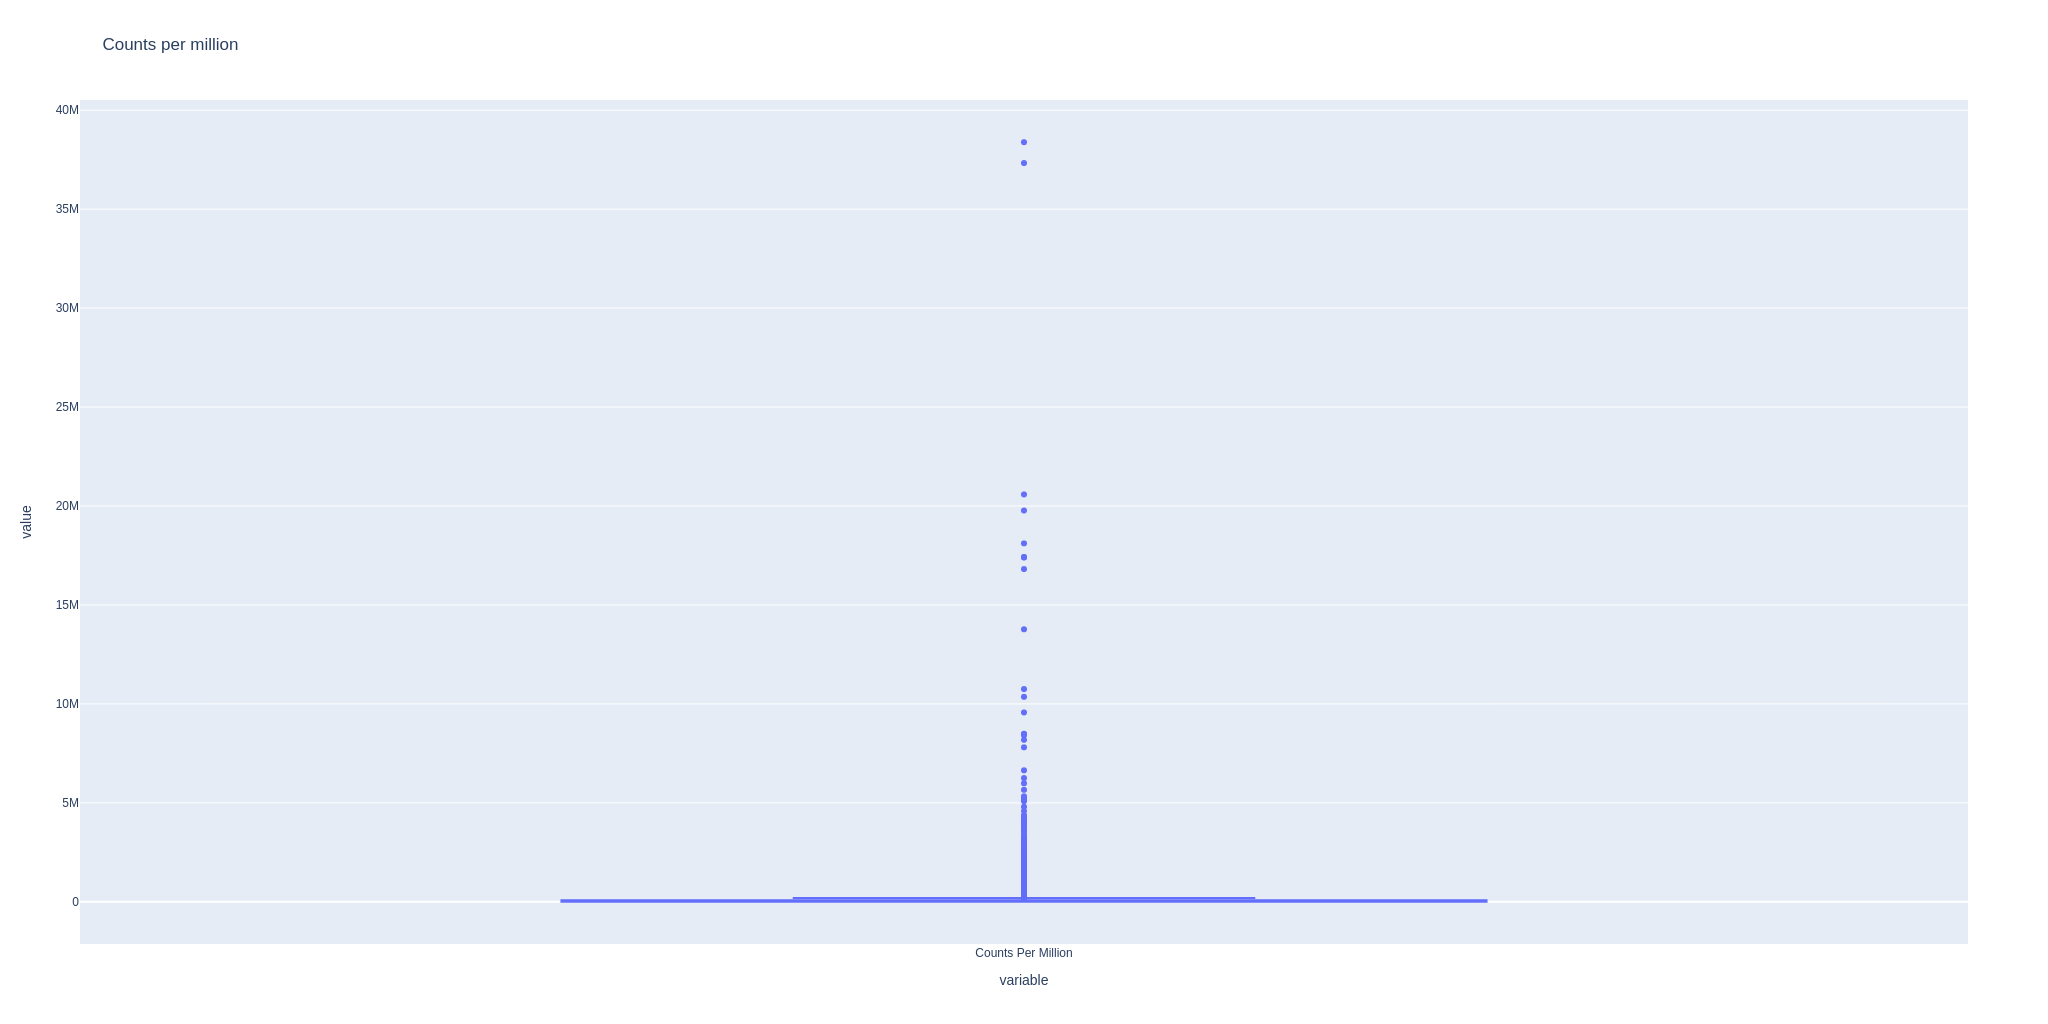 Counts per million
40M
35M
30M
25M
20M
15M
10M
5M
0
value
Counts Per Million
variable